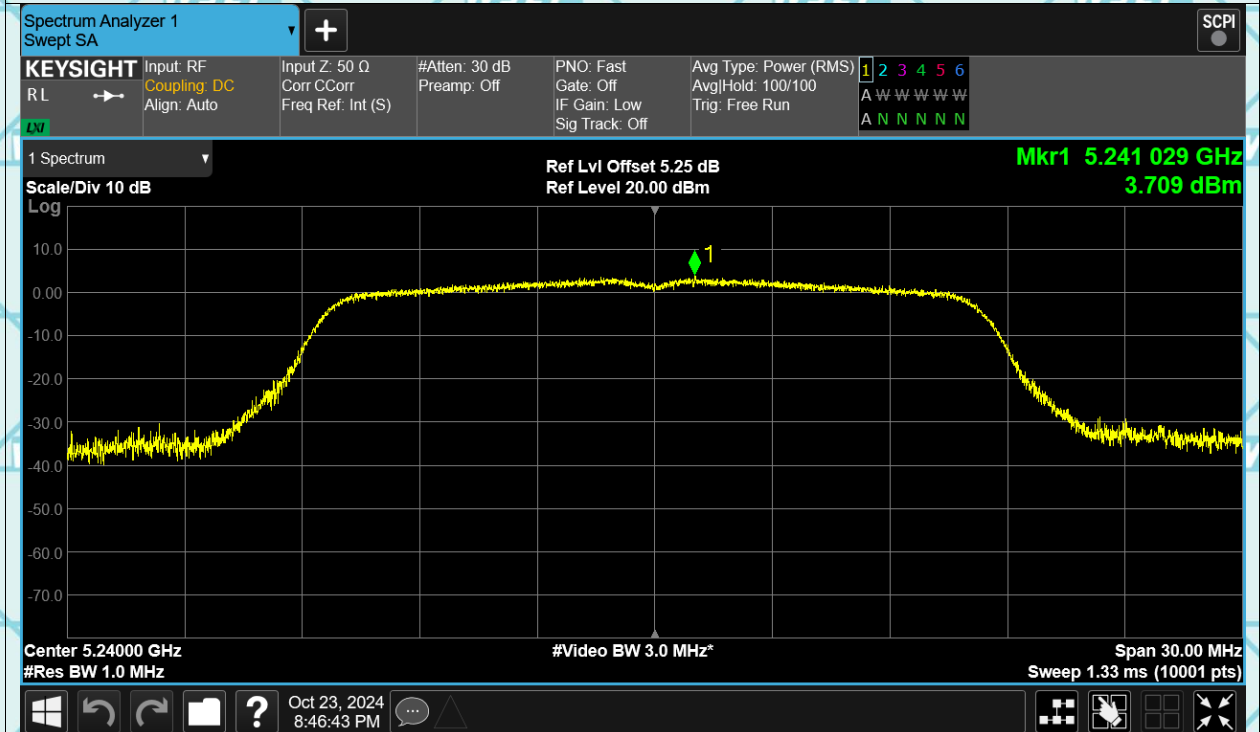 Spectrum Analyzer 1
Swept SA
+
SCPI
KEYSIGHT
RL
LXI
Input: RF
Coupling: DC
Align: Auto
Input Z: 50 Ω
Corr CCorr
Freq Ref: Int (S)
#Atten: 30 dB
Preamp: Off
PNO: Fast
Gate: Off
IF Gain: Low
Sig Track: Off
Avg Type: Power (RMS)
Avg|Hold: 100/100
Trig: Free Run
1 2 3 4 5 6
A W W W W W
A N N N N N
1 Spectrum
Scale/Div 10 dB
Log
Ref Lvl Offset 5.25 dB
Ref Level 20.00 dBm
Mkr1 5.241 029 GHz
3.709 dBm
1
10.0
0.00
-10.0
-20.0
-30.0
-40.0
-50.0
-60.0
-70.0
Center 5.24000 GHz
#Res BW 1.0 MHz
#Video BW 3.0 MHz*
Span 30.00 MHz
Sweep 1.33 ms (10001 pts)
?
Oct 23, 2024
8:46:43 PM